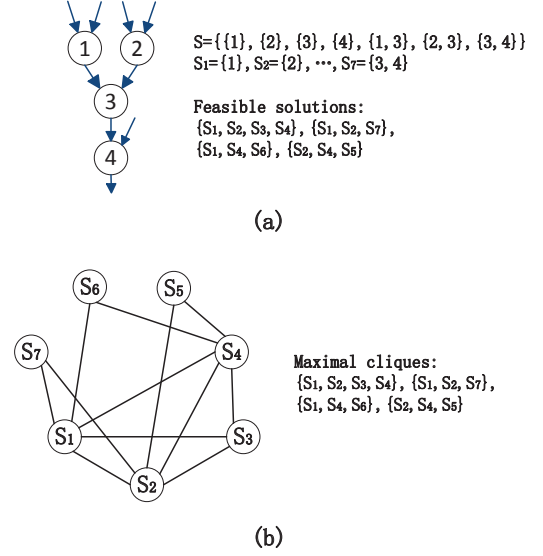 1 2
3
4
S={{1}, {2}, {3}, {4}, {1, 3}, {2, 3}, {3, 4}}
S₁={1}, S₂={2}, ⋯, S₇={3, 4}
Feasible solutions:
{S₁, S₂, S₃, S₄}, {S₁, S₂, S₇},
{S₁, S₄, S₆}, {S₂, S₄, S₅}
(a)
S₆ S₅
S₇ S₄
S₁ S₃
S₂
Maximal cliques:
{S₁, S₂, S₃, S₄}, {S₁, S₂, S₇},
{S₁, S₄, S₆}, {S₂, S₄, S₅}
(b)